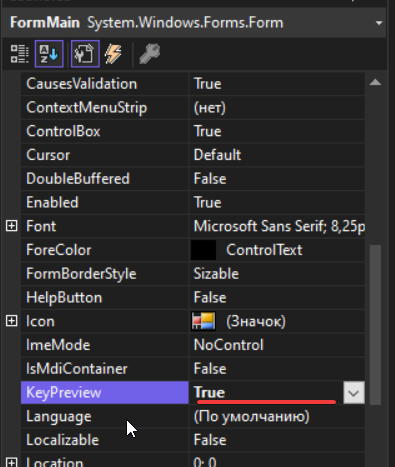 FormMain System.Windows.Forms.Form
CausesValidation True
ContextMenuStrip (нет)
ControlBox True
Cursor Default
DoubleBuffered False
Enabled True
Font Microsoft Sans Serif; 8,25p
ForeColor ControlText
FormBorderStyle Sizable
HelpButton False
Icon (Значок)
ImeMode NoControl
IsMdiContainer False
KeyPreview True
Language (По умолчанию)
Localizable False
Location 0; 0